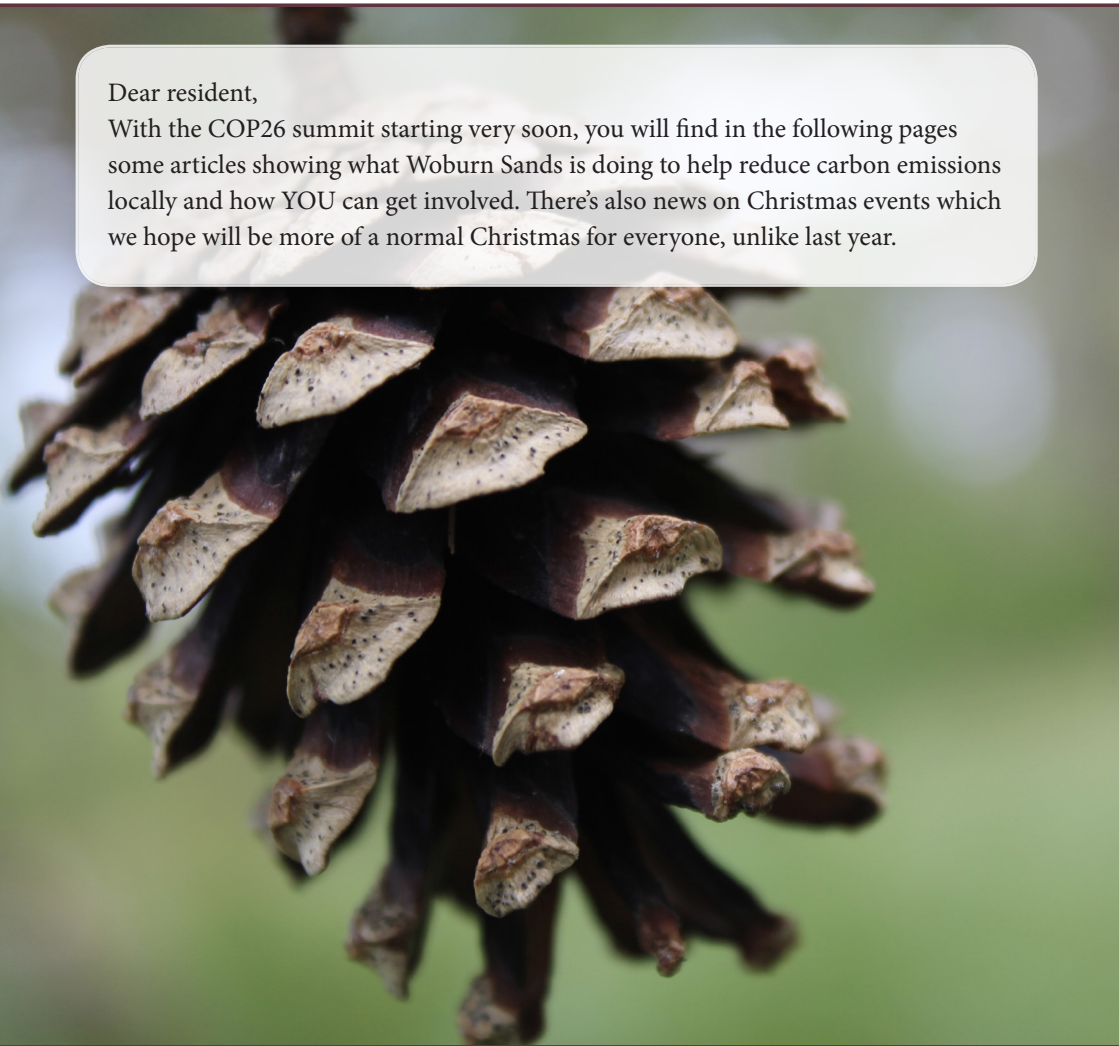 Dear resident,
With the COP26 summit starting very soon, you will find in the following pages
some articles showing what Woburn Sands is doing to help reduce carbon emissions
locally and how YOU can get involved. There's also news on Christmas events which
we hope will be more of a normal Christmas for everyone, unlike last year.